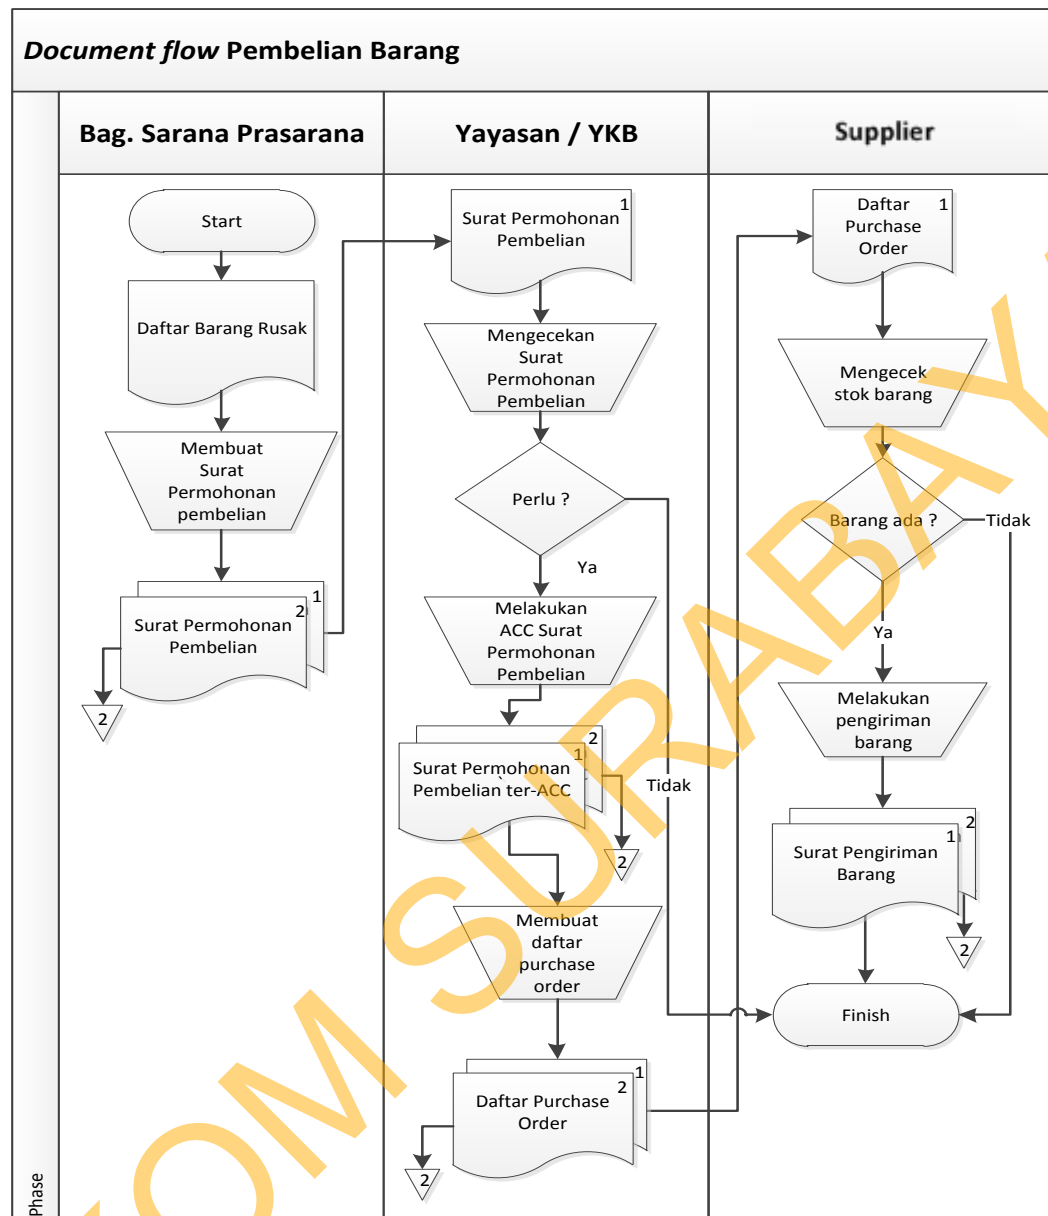 Document flow Pembelian Barang
Bag. Sarana Prasarana
Yayasan / YKB
Supplier
Start
Daftar Barang Rusak
Membuat
Surat
Permohonan
pembelian
1
2
Surat Permohonan
Pembelian
2
1
Surat Permohonan
Pembelian
Mengecekan
Surat
Permohonan
Pembelian
Perlu ?
Ya
Melakukan
ACC Surat
Permohonan
Pembelian
2
1
Surat Permohonan
Pembelian ter-ACC
2
Tidak
Membuat
daftar
purchase
order
1
2
Daftar Purchase
Order
2
1
Daftar
Purchase
Order
Mengecek
stok barang
Barang ada ?
Tidak
Ya
Melakukan
pengiriman
barang
2
1
Surat Pengiriman
Barang
2
Finish
Phase
OM SURABAY